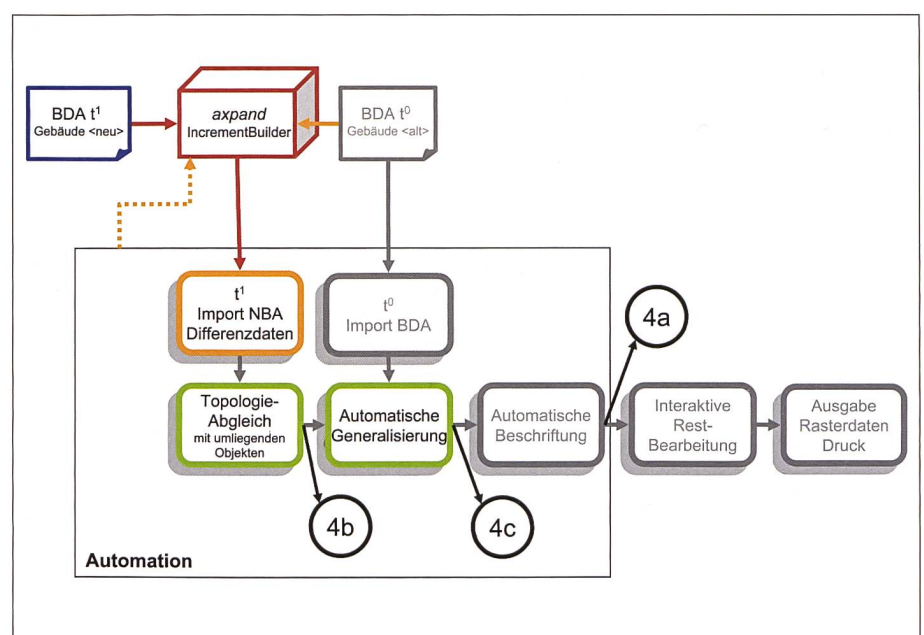 BDA t¹
Gebäude <neu>
axpand
IncrementBuilder
BDA t⁰
Gebäude <alt>
t¹
Import NBA
Differenzdaten
t⁰
Import BDA
4a
Topologie-
Abgleich
mit umliegenden
Objekten
Automatische
Generalisierung
Automatische
Beschriftung
Interaktive
Rest-
Bearbeitung
Ausgabe
Rasterdaten
Druck
4b
4c
Automation